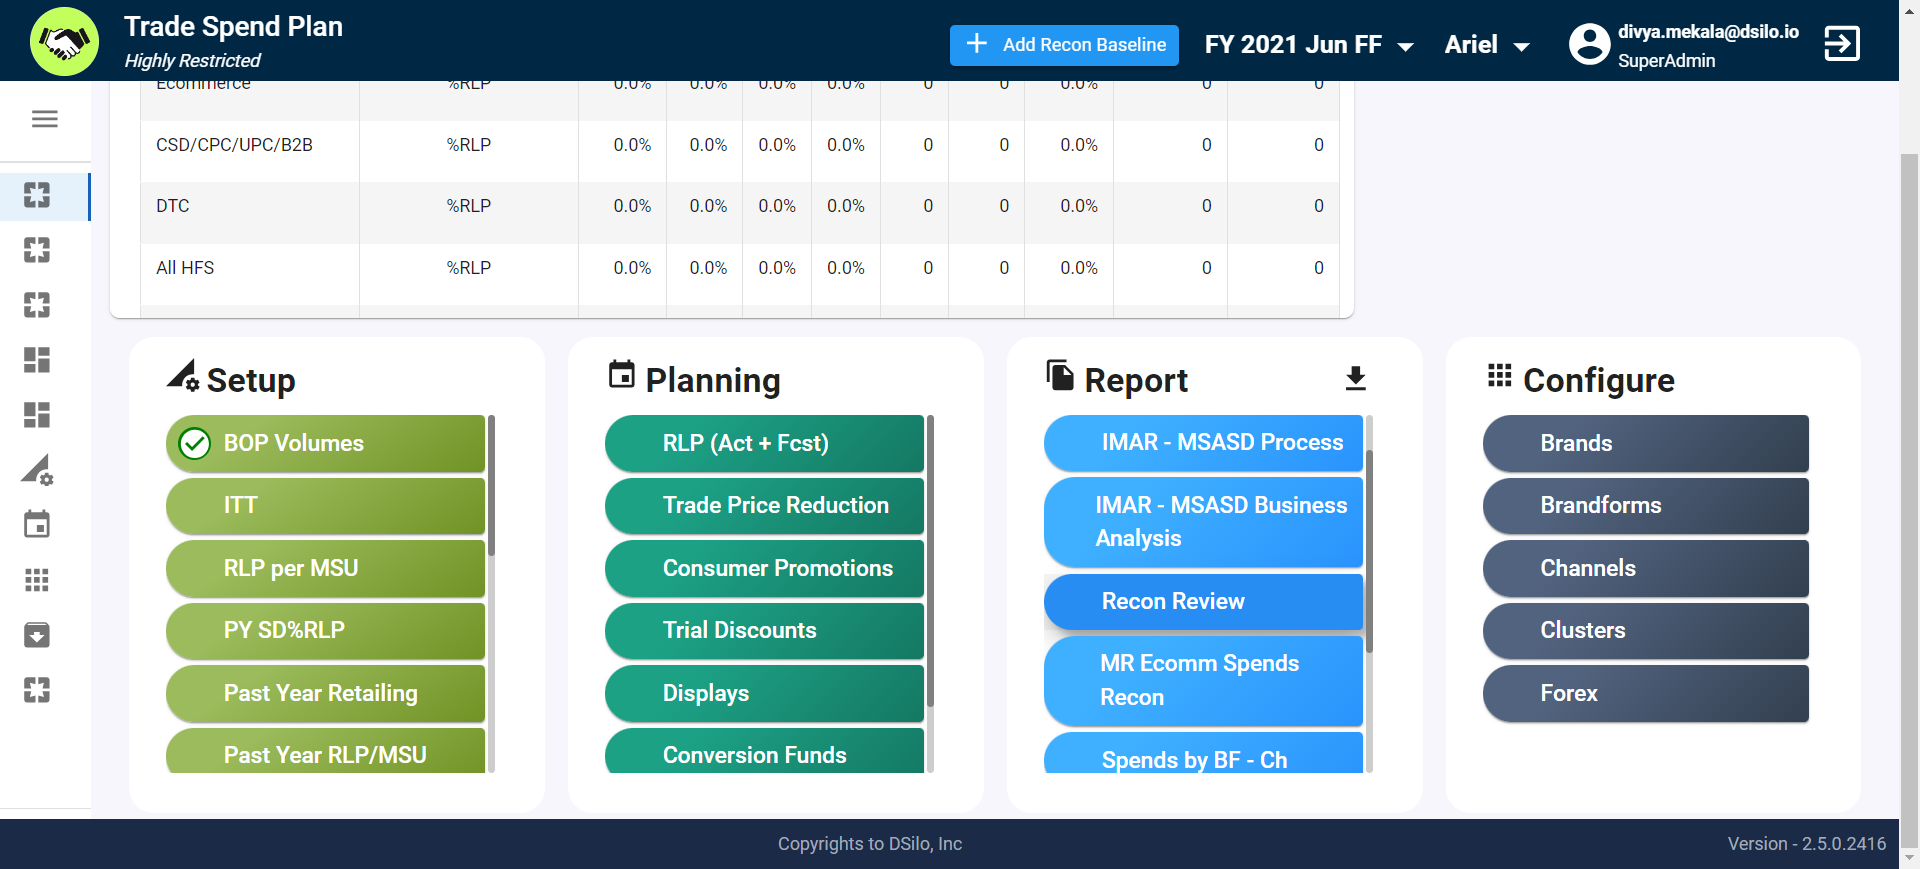 Trade Spend Plan
Highly Restricted
Add Recon Baseline
FY 2021 Jun FF
Ariel
divya.mekala@dsilo.io
SuperAdmin
Ecommerce %RLP 0.0% 0.0% 0.0% 0.0% 0 0 0.0% 0 0
CSD/CPC/UPC/B2B %RLP 0.0% 0.0% 0.0% 0.0% 0 0 0.0% 0 0
DTC %RLP 0.0% 0.0% 0.0% 0.0% 0 0 0.0% 0 0
All HFS %RLP 0.0% 0.0% 0.0% 0.0% 0 0 0.0% 0 0
Setup
BOP Volumes
ITT
RLP per MSU
PY SD%RLP
Past Year Retailing
Past Year RLP/MSU
Planning
RLP (Act + Fcst)
Trade Price Reduction
Consumer Promotions
Trial Discounts
Displays
Conversion Funds
Report
IMAR - MSASD Process
IMAR - MSASD Business
Analysis
Recon Review
MR Ecomm Spends
Recon
Spends by BF - Ch
Configure
Brands
Brandforms
Channels
Clusters
Forex
Copyrights to DSilo, Inc
Version - 2.5.0.2416